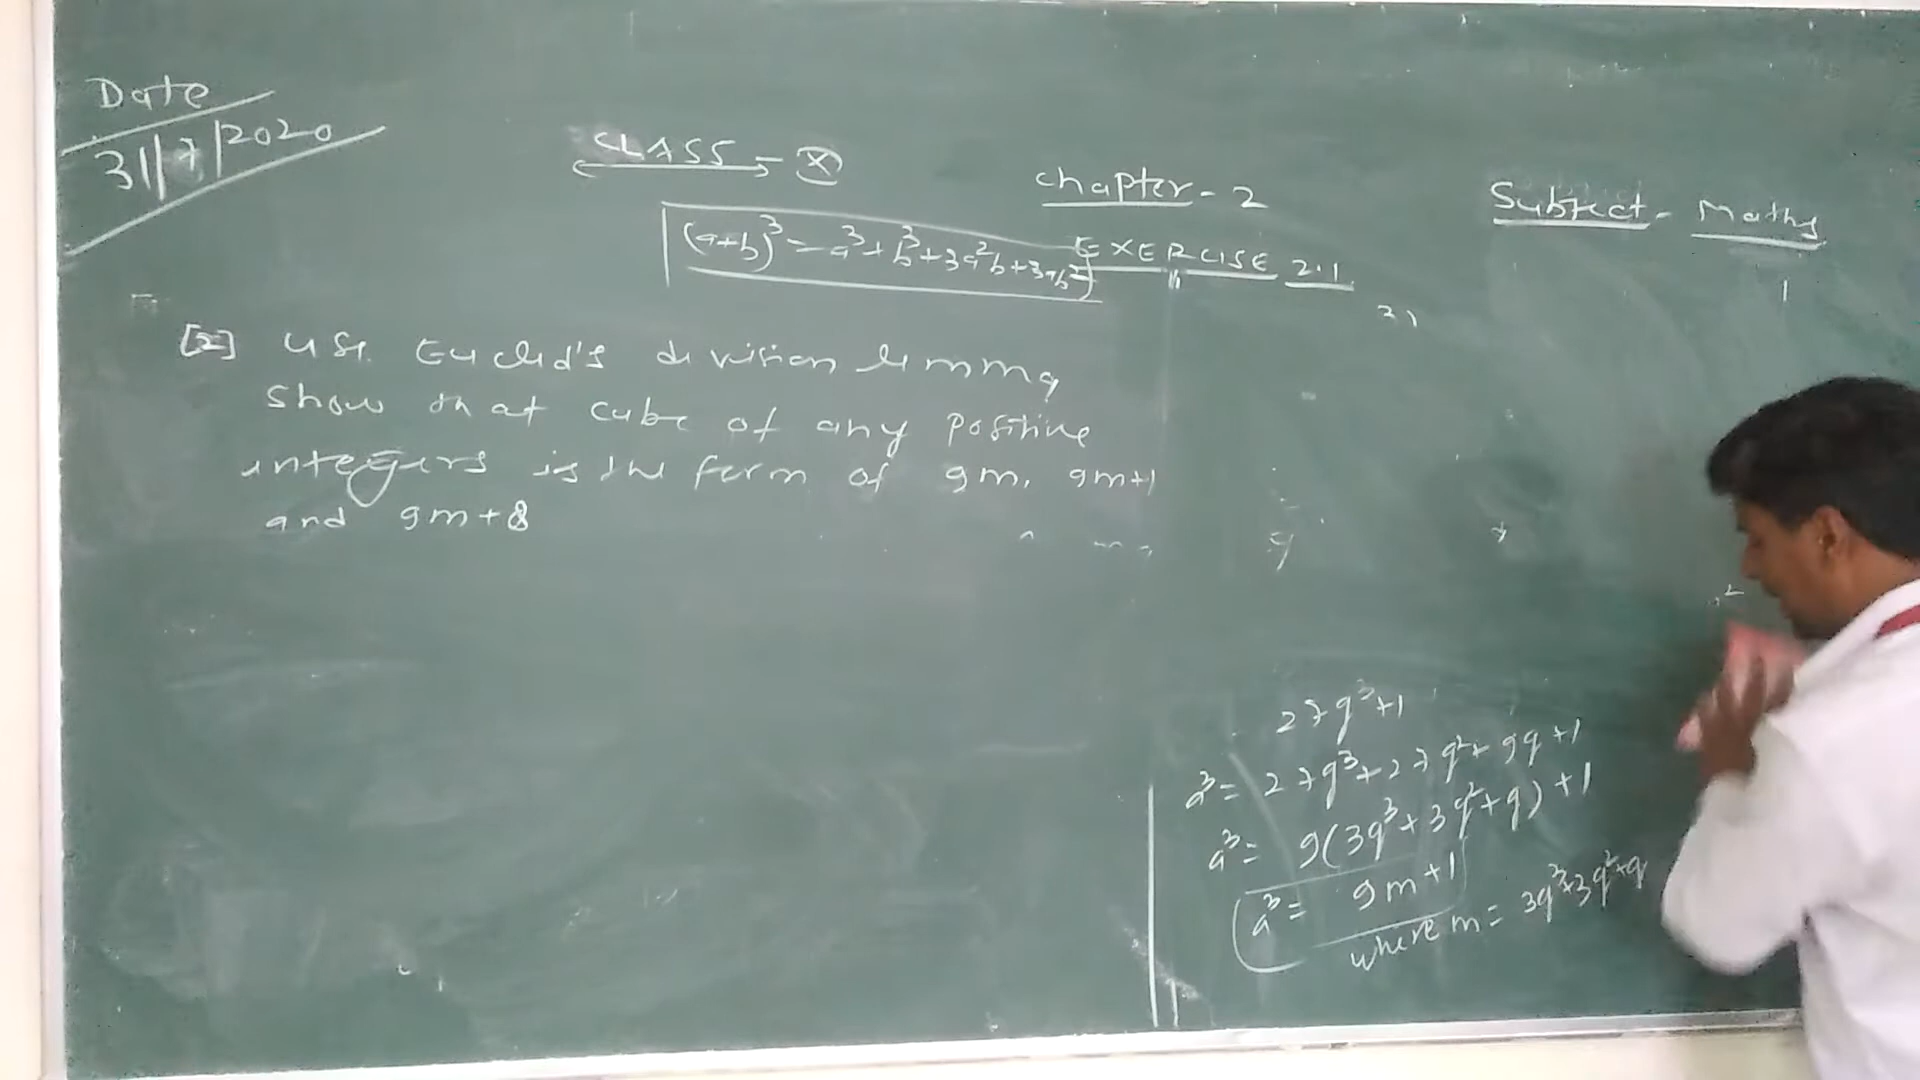 Date
31/7/2020
CLASS - X
Chapter - 2
Subject - Maths
(a+b)³ = a³+b³+3a²b+3ab²
EXERCISE 2.1
[2] Use Euclid's division lemma
show that cube of any positive
integers is the form of 9m, 9m+1
and 9m+8
27q³+1
a³ = 27q³+27q²+9q+1
a³ = 9(3q³+3q²+q)+1
a³ = 9m+1
where m = 3q³+3q²+q